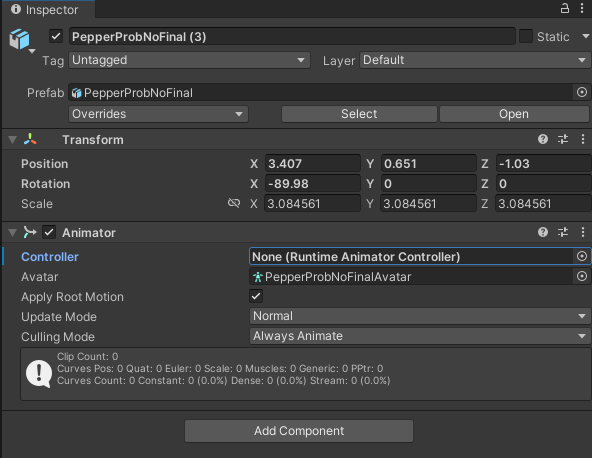 Inspector
PepperProbNoFinal (3) Static
Tag Untagged Layer Default
Prefab PepperProbNoFinal
Overrides Select Open
Transform
Position X 3.407 Y 0.651 Z -1.03
Rotation X -89.98 Y 0 Z 0
Scale X 3.084561 Y 3.084561 Z 3.084561
Animator
Controller None (Runtime Animator Controller)
Avatar PepperProbNoFinalAvatar
Apply Root Motion
Update Mode Normal
Culling Mode Always Animate
Clip Count: 0
Curves Pos: 0 Quat: 0 Euler: 0 Scale: 0 Muscles: 0 Generic: 0 PPtr: 0
Curves Count: 0 Constant: 0 (0.0%) Dense: 0 (0.0%) Stream: 0 (0.0%)
Add Component